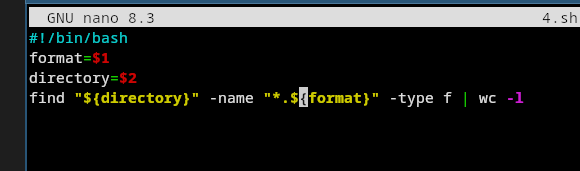 GNU nano 8.3 4.sh
#!/bin/bash
format=$1
directory=$2
find "${directory}" -name "*.${format}" -type f | wc -l